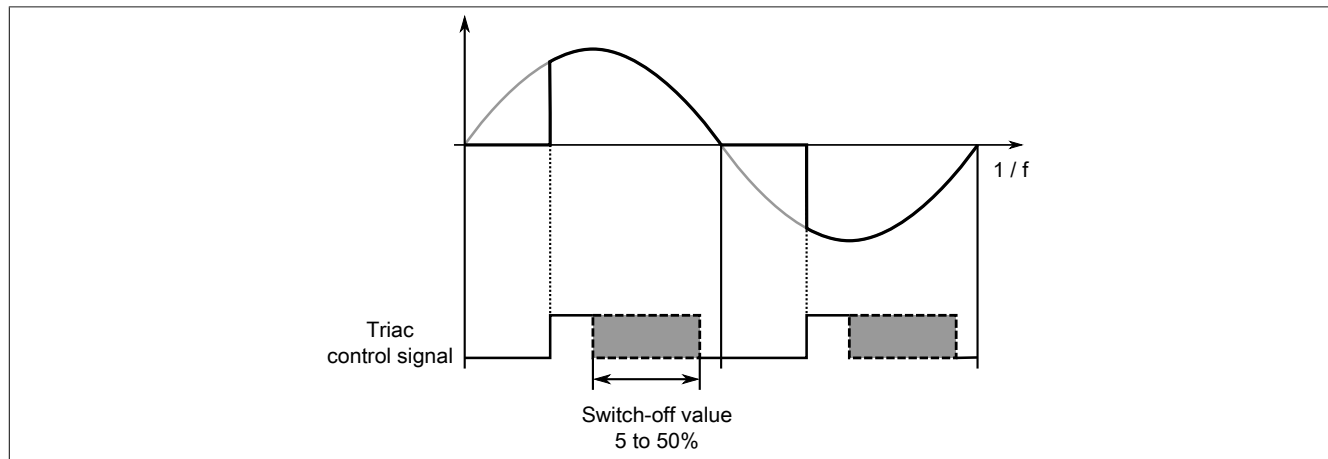 1 / f
Triac
control signal
Switch-off value
5 to 50%